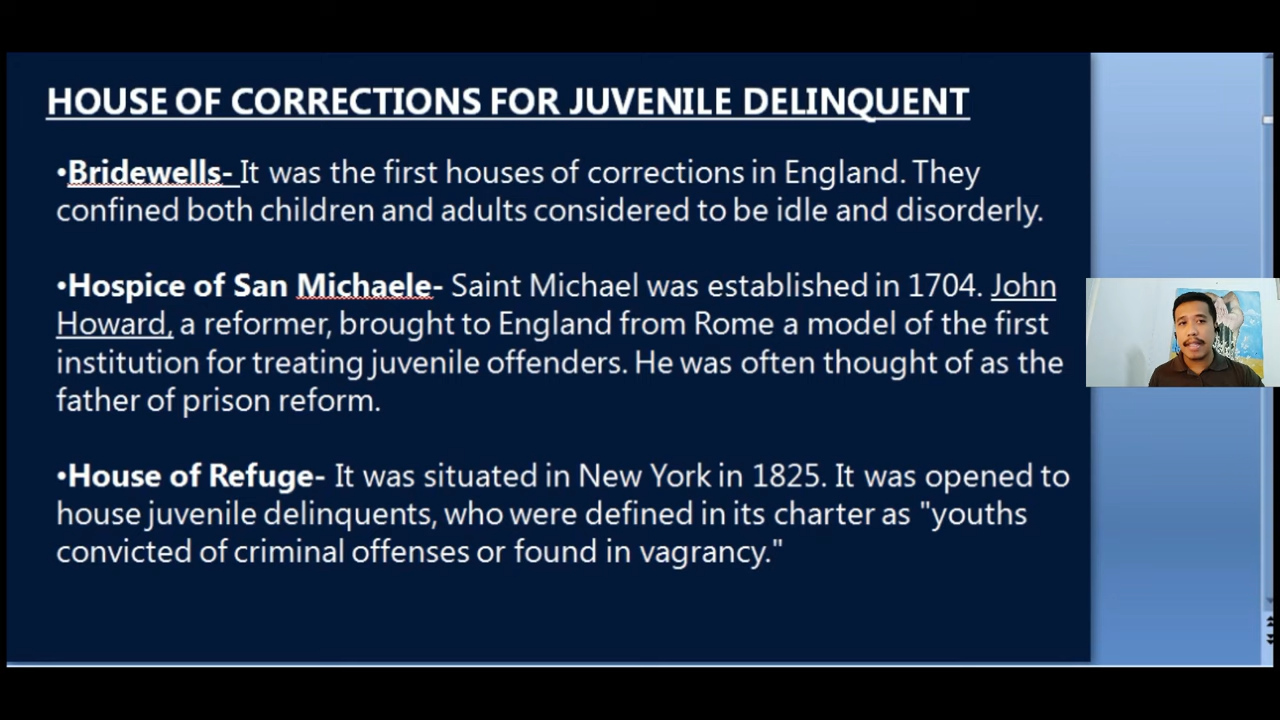 HOUSE OF CORRECTIONS FOR JUVENILE DELINQUENT
•Bridewells- It was the first houses of corrections in England. They
confined both children and adults considered to be idle and disorderly.
•Hospice of San Michaele- Saint Michael was established in 1704. John
Howard, a reformer, brought to England from Rome a model of the first
institution for treating juvenile offenders. He was often thought of as the
father of prison reform.
•House of Refuge- It was situated in New York in 1825. It was opened to
house juvenile delinquents, who were defined in its charter as "youths
convicted of criminal offenses or found in vagrancy."